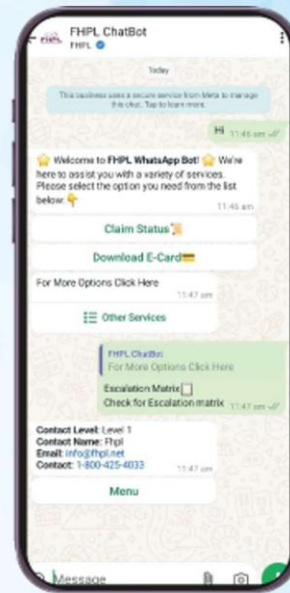 FHPL ChatBot
FHPL
Today
This business uses a secure service from Meta to manage
this chat. Tap to learn more.
Hi 11:46 am
⭐ Welcome to FHPL WhatsApp Bot! ⭐ We're
here to assist you with a variety of services.
Please select the option you need from the list
below. 👇
11:46 am
Claim Status📜
Download E-Card💳
For More Options Click Here
11:47 am
Other Services
FHPL ChatBot
For More Options Click Here
Escalation Matrix📋
Check for Escalation matrix 11:47 am
Contact Level: Level 1
Contact Name: Fhpl
Email: info@fhpl.net
Contact: 1-800-425-4033
11:47 am
Menu
Message